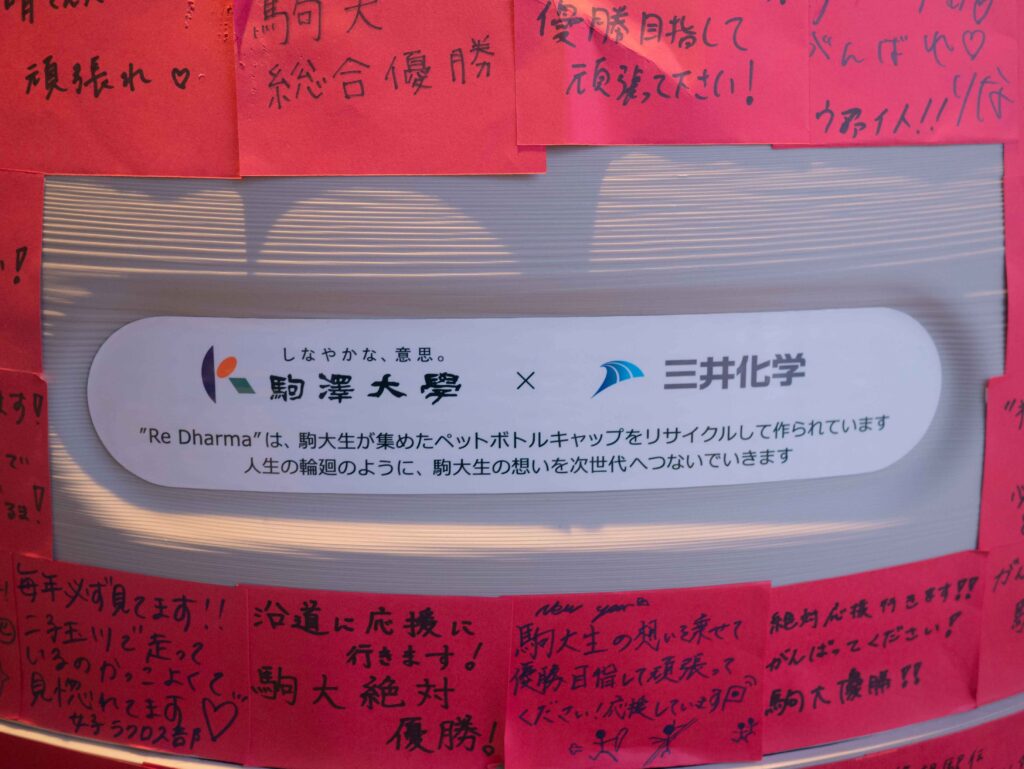 頑張れ♡
駒大
総合優勝
優勝目指して
頑張って下さい!
がんばれ♡
ファイト!! りな
しなやかな、意思。
駒澤大學 × 三井化学
"Re Dharma"は、駒大生が集めたペットボトルキャップをリサイクルして作られています
人生の輪廻のように、駒大生の想いを次世代へつないでいきます
ます!
で
毎年必ず見てます!!
二子玉川で走って
いるのかっこよくて
見惚れてます♡
女子ラクロス部
沿道に応援に
行きます!
駒大絶対
優勝!
New year
駒大生の想いを乗せて
優勝目指して頑張って
ください!応援しています
絶対応援行きます!!
がんばってください!
駒大優勝!!